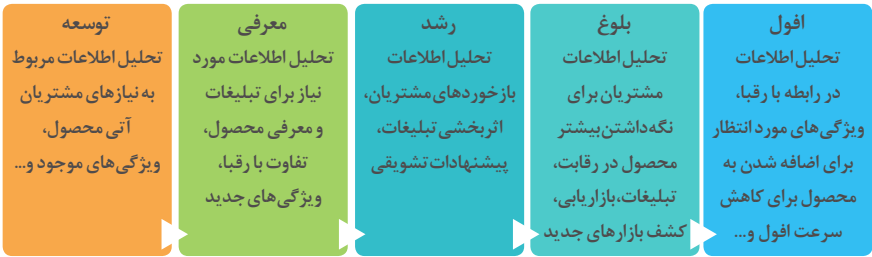 توسعه
تحلیل اطلاعات مربوط
به نیازهای مشتریان
آتی محصول،
ویژگی‌های موجود و...
معرفی
تحلیل اطلاعات مورد
نیاز برای تبلیغات
و معرفی محصول،
تفاوت با رقبا،
ویژگی‌های جدید
رشد
تحلیل اطلاعات
بازخوردهای مشتریان،
اثربخشی تبلیغات،
پیشنهادات تشویقی
بلوغ
تحلیل اطلاعات
مشتریان برای
نگه‌داشتن بیشتر
محصول در رقابت،
تبلیغات، بازاریابی،
کشف بازارهای جدید
افول
تحلیل اطلاعات
در رابطه با رقبا،
ویژگی‌های مورد انتظار
برای اضافه شدن به
محصول برای کاهش
سرعت افول و...